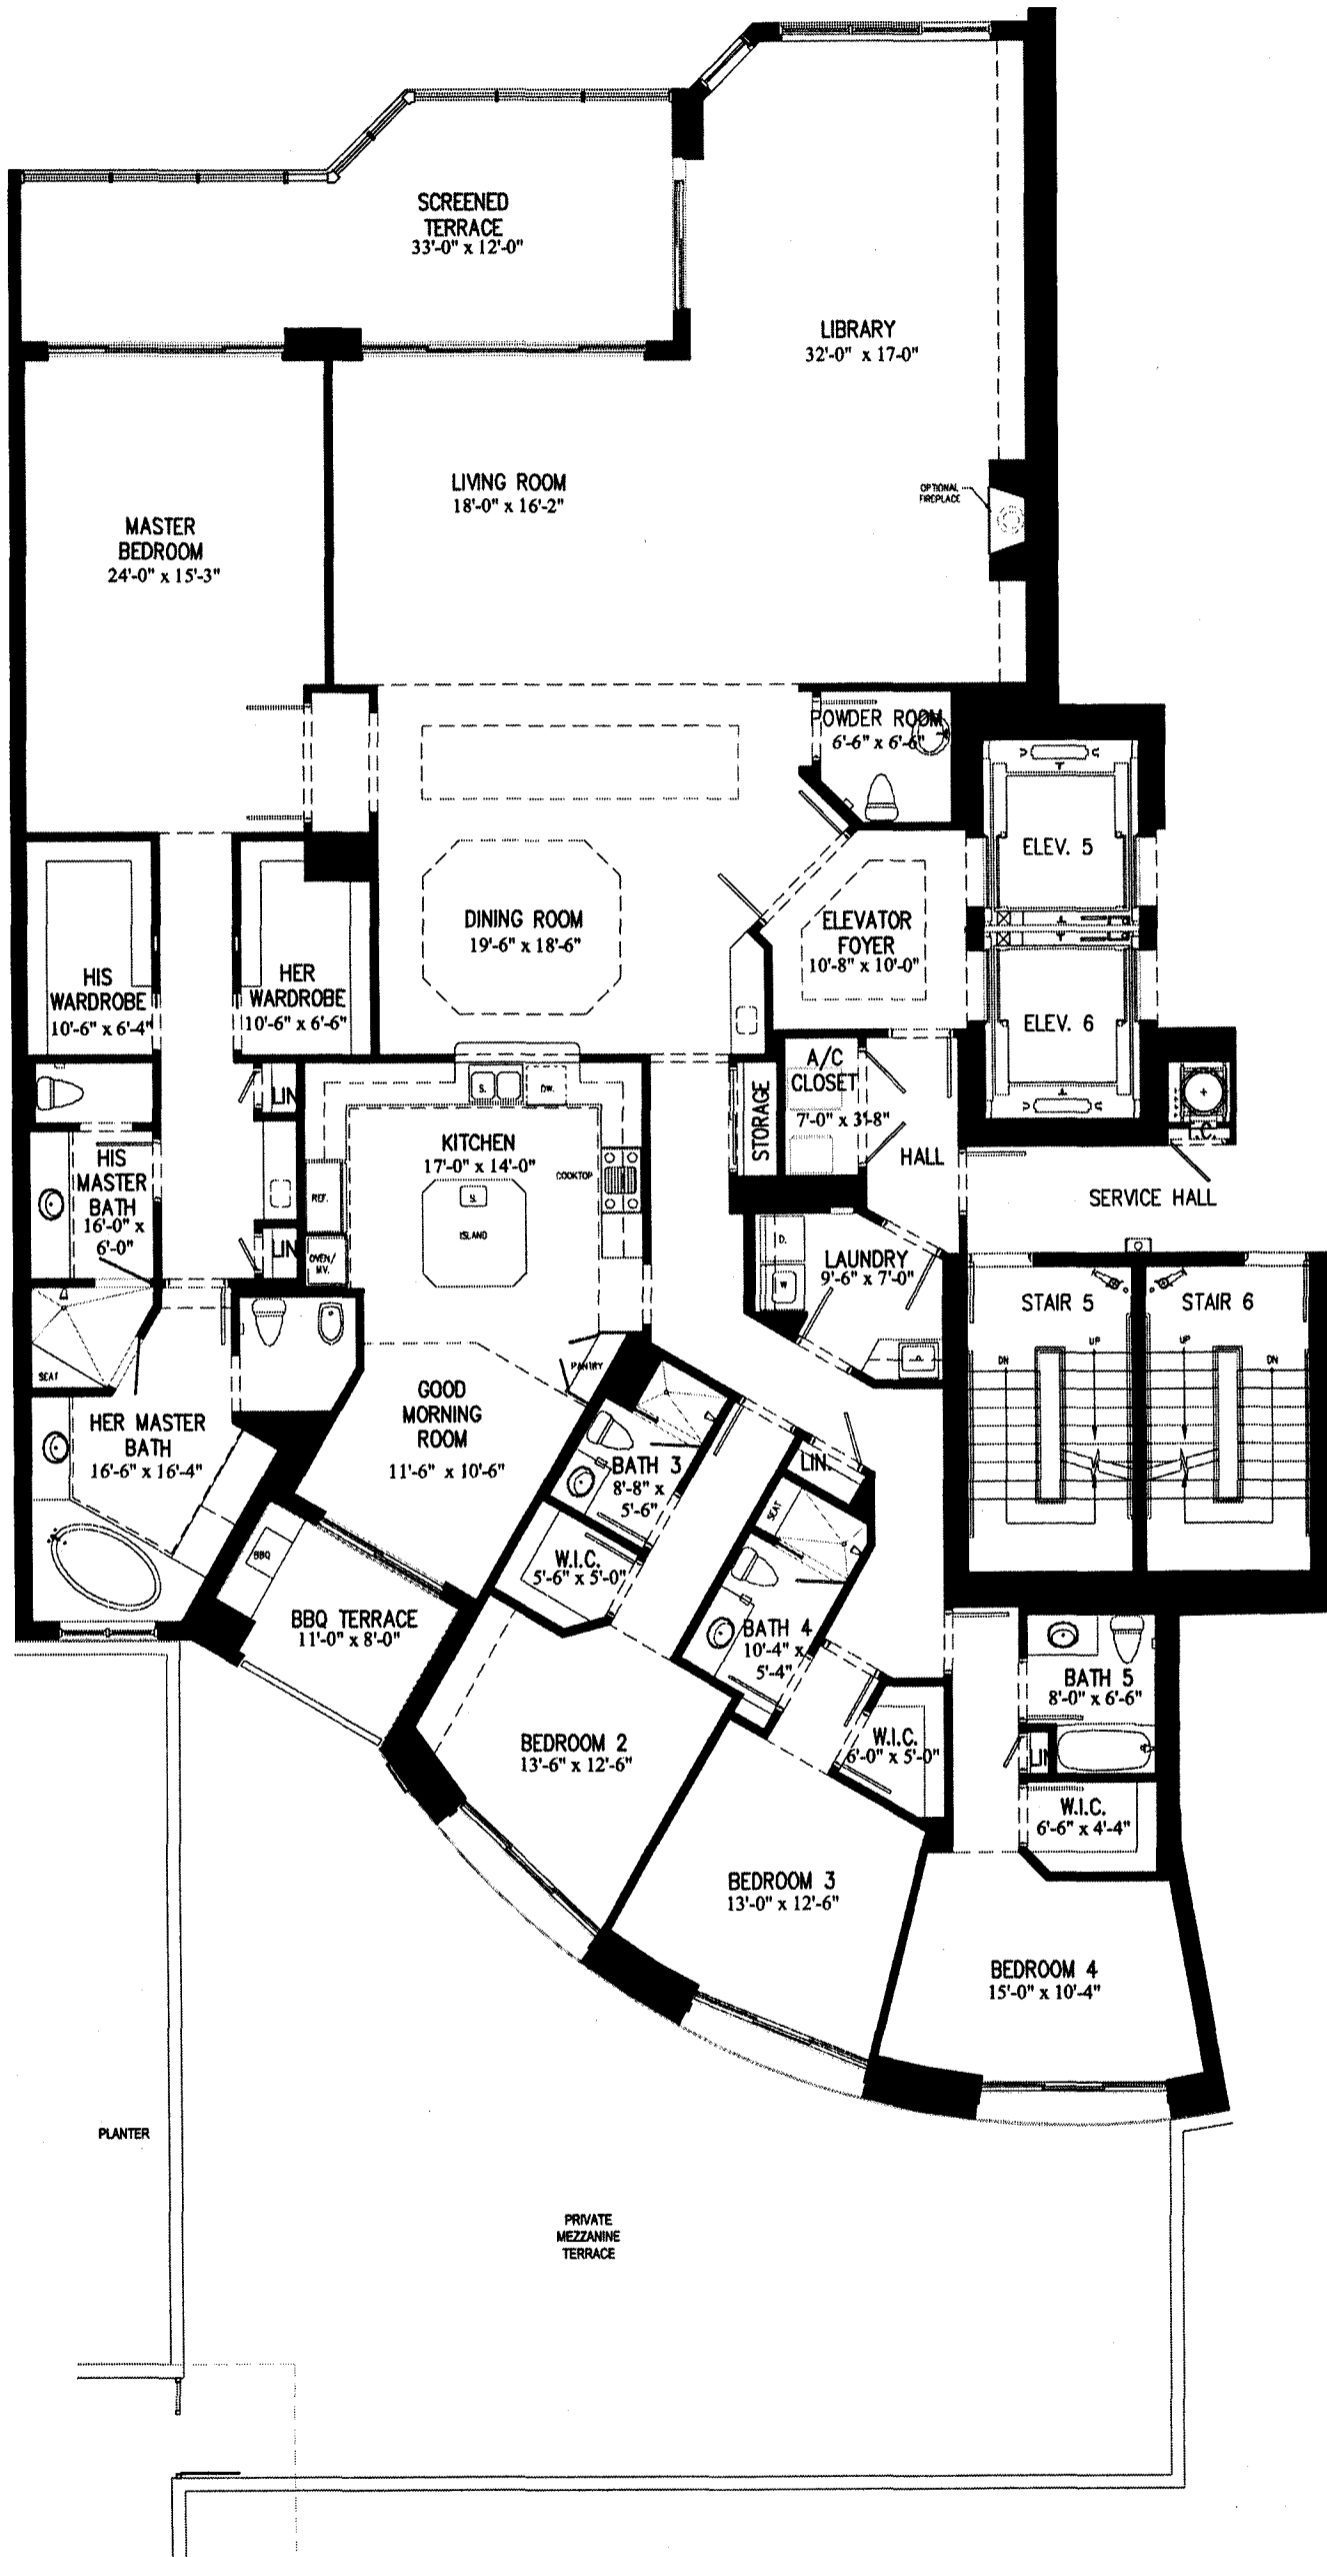 SCREENED
TERRACE
33'-0" x 12'-0"
LIBRARY
32'-0" x 17-0"
LIVING ROOM
18'-0" x 16'-2"
OPTIONAL
FIREPLACE
MASTER
BEDROOM
24'-0" x 15'-3"
POWDER ROOM
6'-6" x 6'-6"
ELEV. 5
DINING ROOM
19'-6" x 18'-6"
ELEVATOR
FOYER
10'-8" x 10'-0"
HIS
WARDROBE
10'-6" x 6'-4"
HER
WARDROBE
10'-6" x 6'-6"
ELEV. 6
LIN
S.
DW.
A/C
CLOSET
7'-0" x 3'-8"
STORAGE
T.C.
KITCHEN
17'-0" x 14'-0"
COOKTOP
HALL
SERVICE HALL
HIS
MASTER
BATH
16'-0" x
6'-0"
REF.
S.
ISLAND
LIN
OVEN/
MV.
D.
W
LAUNDRY
9'-6" x 7'-0"
STAIR 5
STAIR 6
UP
UP
DN
DN
SEAT
PANTRY
GOOD
MORNING
ROOM
11'-6" x 10'-6"
HER MASTER
BATH
16'-6" x 16'-4"
BATH 3
8'-8" x
5'-6"
LIN.
SEAT
BBQ
W.I.C.
5'-6" x 5'-0"
BBQ TERRACE
11'-0" x 8'-0"
BATH 4
10'-4" x
5'-4"
BATH 5
8'-0" x 6'-6"
BEDROOM 2
13'-6" x 12'-6"
W.I.C.
6'-0" x 5'-0"
LIN
W.I.C.
6'-6" x 4'-4"
BEDROOM 3
13'-0" x 12'-6"
BEDROOM 4
15'-0" x 10'-4"
PLANTER
PRIVATE
MEZZANINE
TERRACE